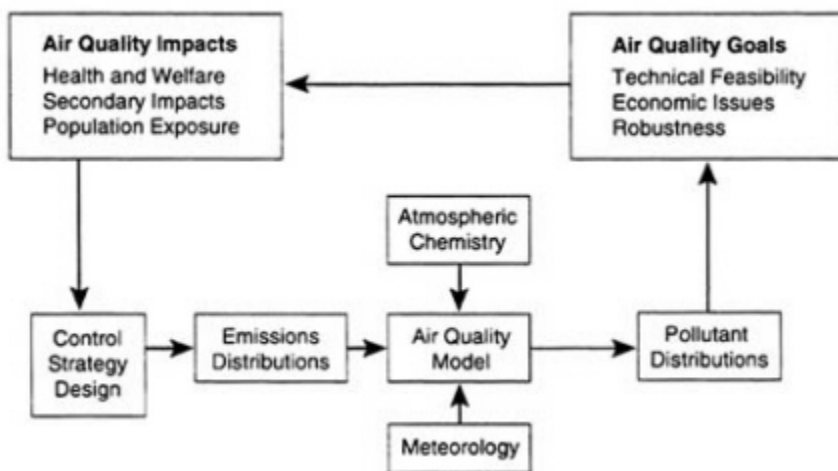 Air Quality Impacts
Health and Welfare
Secondary Impacts
Population Exposure
Air Quality Goals
Technical Feasibility
Economic Issues
Robustness
Atmospheric
Chemistry
Control
Strategy
Design
Emissions
Distributions
Air Quality
Model
Pollutant
Distributions
Meteorology